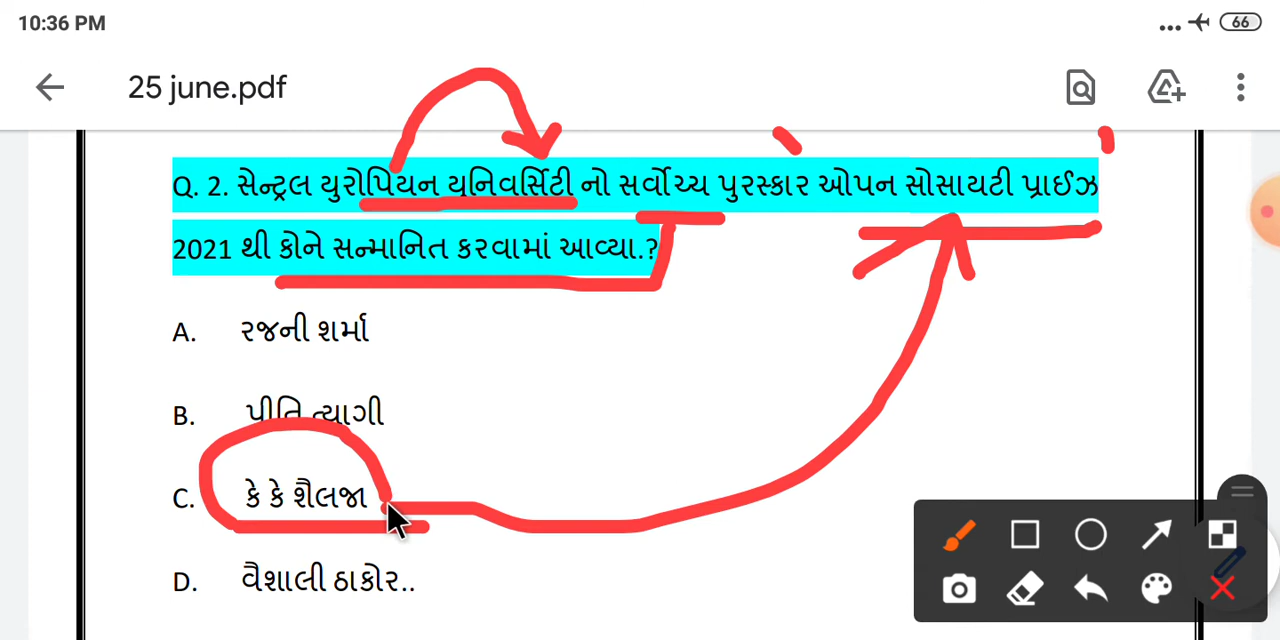 10:36 PM
66
25 june.pdf
Q. 2. સેન્ટ્રલ યુરોપિયન યુનિવર્સિટી નો સર્વોચ્ચ પુરસ્કાર ઓપન સોસાયટી પ્રાઈઝ
2021 થી કોને સન્માનિત કરવામાં આવ્યા.?
A. રજની શર્મા
B. પ્રીતિ ત્યાગી
C. કે કે શૈલજા
D. વૈશાલી ઠાકોર..